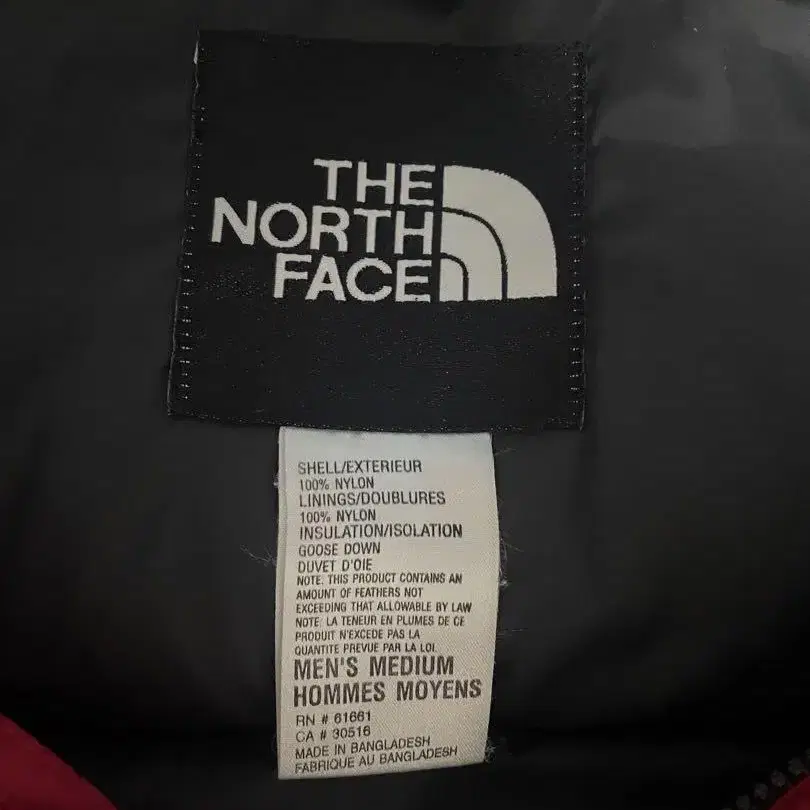 THE
NORTH
FACE
SHELL/EXTERIEUR
100% NYLON
LININGS/DOUBLURES
100% NYLON
INSULATION/ISOLATION
GOOSE DOWN
DUVET D'OIE
NOTE: THIS PRODUCT CONTAINS AN
AMOUNT OF FEATHERS NOT
EXCEEDING THAT ALLOWABLE BY LAW
NOTE: LA TENEUR EN PLUMES DE CE
PRODUIT N'EXCEDE PAS LA
QUANTITE PREVUE PAR LA LOI.
MEN'S MEDIUM
HOMMES MOYENS
RN # 61661
CA # 30516
MADE IN BANGLADESH
FABRIQUE AU BANGLADESH